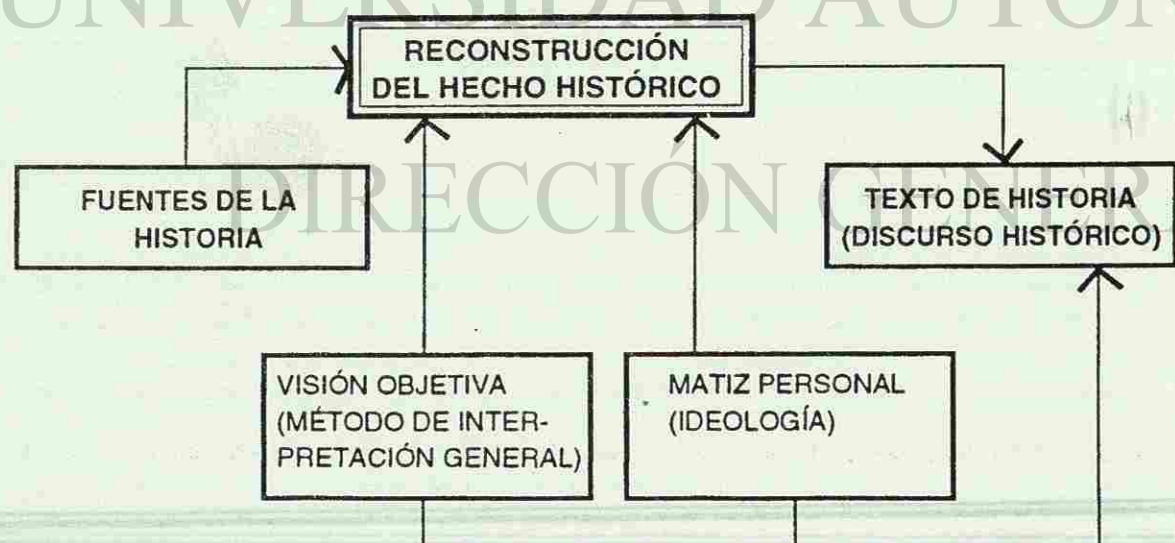 UNIVERSIDAD AUTÓN
RECONSTRUCCIÓN
DEL HECHO HISTÓRICO
DIRECCIÓN GENER
FUENTES DE LA
HISTORIA
TEXTO DE HISTORIA
(DISCURSO HISTÓRICO)
VISIÓN OBJETIVA
(MÉTODO DE INTER-
PRETACIÓN GENERAL)
MATIZ PERSONAL
(IDEOLOGÍA)